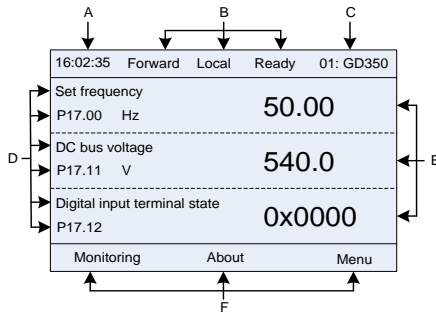 A B C
16:02:35 Forward Local Ready 01: GD350
Set frequency
P17.00 Hz 50.00
DC bus voltage
P17.11 V 540.0
Digital input terminal state
P17.12 0x0000
D E
Monitoring About Menu
F